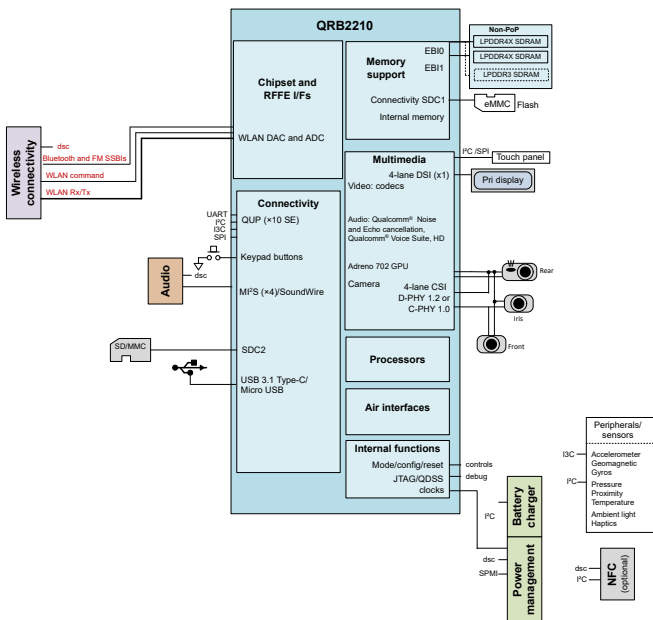 QRB2210
Chipset and
RFFE I/Fs
WLAN DAC and ADC
Memory
support
EBI0
EBI1
Connectivity SDC1
Internal memory
Non-PoP
LPDDR4X SDRAM
LPDDR4X SDRAM
LPDDR3 SDRAM
eMMC
Flash
Wireless
connectivity
dsc
Bluetooth and FM SSBIs
WLAN command
WLAN Rx/Tx
Multimedia
4-lane DSI (x1)
Video: codecs
Audio: Qualcomm® Noise
and Echo cancellation,
Qualcomm® Voice Suite, HD
Adreno 702 GPU
Camera
4-lane CSI
D-PHY 1.2 or
C-PHY 1.0
I²C /SPI
Touch panel
Pri display
Rear
Iris
Front
Connectivity
UART
I²C
I3C
SPI
QUP (×10 SE)
Keypad buttons
Audio
dsc
MI²S (×4)/SoundWire
SD/MMC
SDC2
USB 3.1 Type-C/
Micro USB
Processors
Air interfaces
Internal functions
Mode/config/reset
JTAG/QDSS
clocks
controls
debug
Battery
charger
I²C
Power
management
dsc
SPMI
Peripherals/
sensors
I3C
Accelerometer
Geomagnetic
Gyros
I²C
Pressure
Proximity
Temperature
Ambient light
Haptics
NFC
(optional)
dsc
I²C